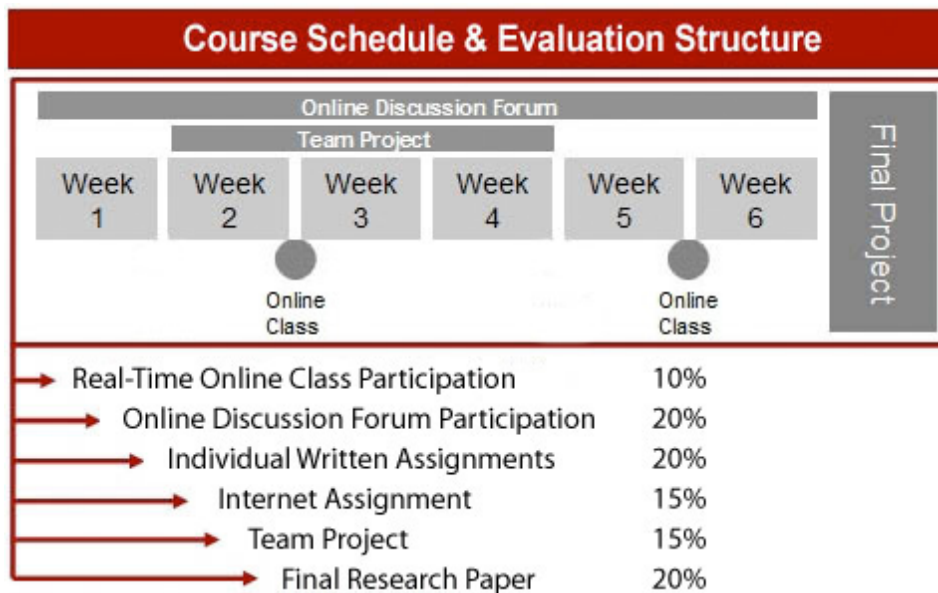 Course Schedule & Evaluation Structure
Online Discussion Forum
Team Project
Week
1
Week
2
Week
3
Week
4
Week
5
Week
6
Final Project
Online
Class
Online
Class
Real-Time Online Class Participation 10%
Online Discussion Forum Participation 20%
Individual Written Assignments 20%
Internet Assignment 15%
Team Project 15%
Final Research Paper 20%